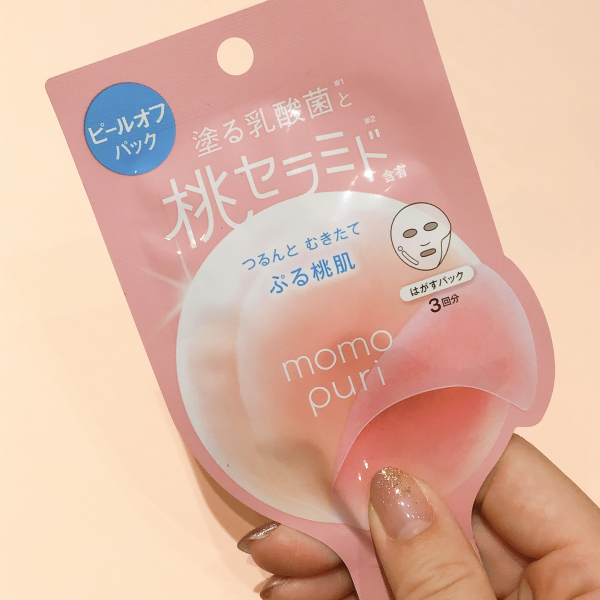 ピールオフ
パック
塗る乳酸菌※1と
桃セラミド※2含有
つるんと むきたて
ぷる桃肌
はがすパック
3回分
momo
puri